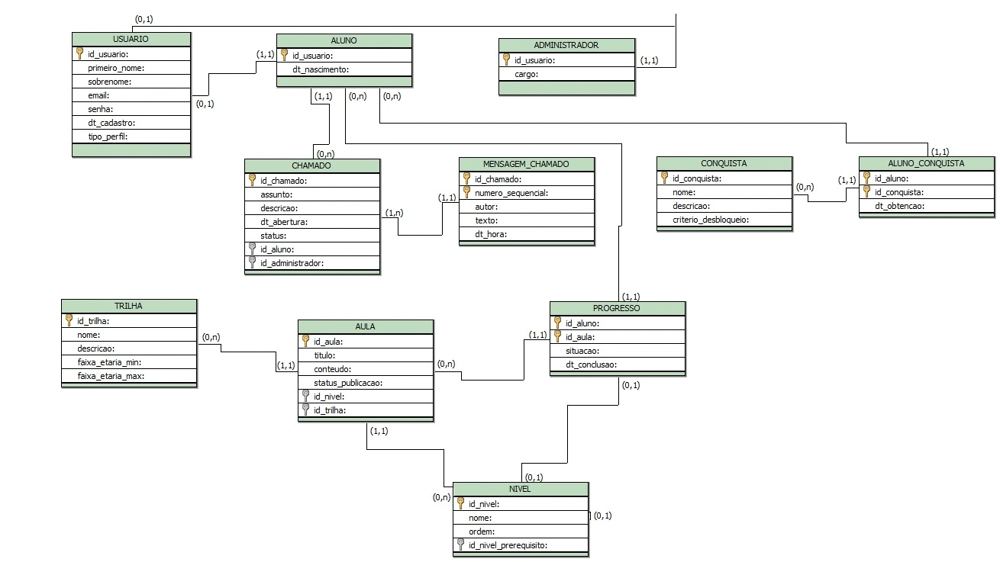 (0,1)
USUARIO
id_usuario:
primeiro_nome:
sobrenome:
email:
senha:
dt_cadastro:
tipo_perfil:
(0,1)
(1,1)
ALUNO
id_usuario:
dt_nascimento:
(1,1)
(0,n)
(0,n)
ADMINISTRADOR
id_usuario:
cargo:
(1,1)
(0,n)
CHAMADO
id_chamado:
assunto:
descricao:
dt_abertura:
status:
id_aluno:
id_administrador:
(1,n)
(1,1)
MENSAGEM_CHAMADO
id_chamado:
numero_sequencial:
autor:
texto:
dt_hora:
CONQUISTA
id_conquista:
nome:
descricao:
criterio_desbloqueio:
(0,n)
(1,1)
(1,1)
ALUNO_CONQUISTA
id_aluno:
id_conquista:
dt_obtencao:
TRILHA
id_trilha:
nome:
descricao:
faixa_etaria_min:
faixa_etaria_max:
(0,n)
(1,1)
AULA
id_aula:
titulo:
conteudo:
status_publicacao:
id_nivel:
id_trilha:
(0,n)
(1,1)
(1,1)
(1,1)
PROGRESSO
id_aluno:
id_aula:
situacao:
dt_conclusao:
(0,1)
(0,1)
(0,n)
NIVEL
id_nivel:
nome:
ordem:
id_nivel_prerequisito:
(0,1)